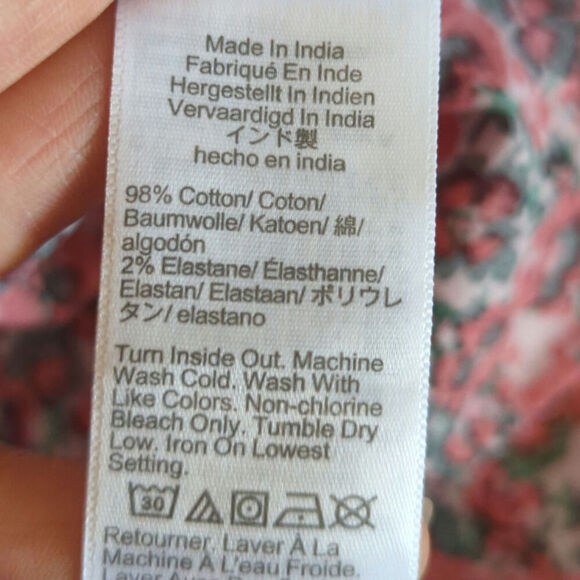 Made In India
Fabriqué En Inde
Hergestellt In Indien
Vervaardigd In India
インド製
hecho en india
98% Cotton/ Coton/
Baumwolle/ Katoen/ 綿/
algodón
2% Elastane/ Élasthanne/
Elastan/ Elastaan/ ポリウレ
タン/ elastano
Turn Inside Out. Machine
Wash Cold. Wash With
Like Colors. Non-chlorine
Bleach Only. Tumble Dry
Low. Iron On Lowest
Setting.
30
Retourner. Laver À La
Machine À L'eau Froide.
Laver Avec